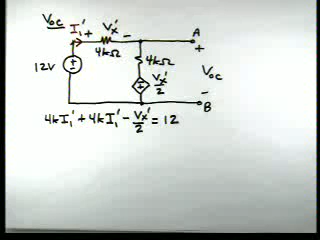 Voc I₁' + Vx' - A
4kΩ +
12V + - 4kΩ Voc
+ - Vx'/2
- B
4kI₁' + 4kI₁' - Vx'/2 = 12